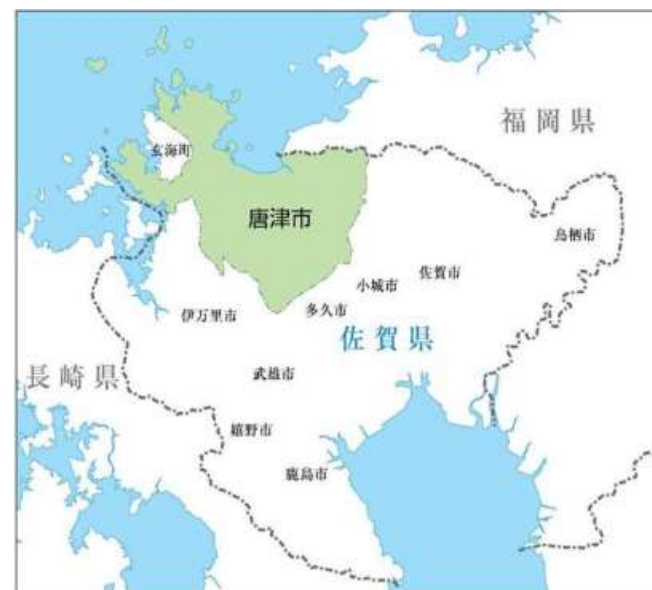 福岡県
玄海町
唐津市
鳥栖市
佐賀市
小城市
多久市
伊万里市
佐賀県
武雄市
長崎県
嬉野市
鹿島市